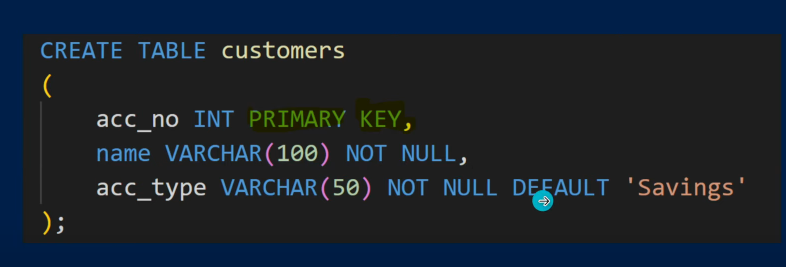 CREATE TABLE customers
(
acc_no INT PRIMARY KEY,
name VARCHAR(100) NOT NULL,
acc_type VARCHAR(50) NOT NULL DEFAULT 'Savings'
);